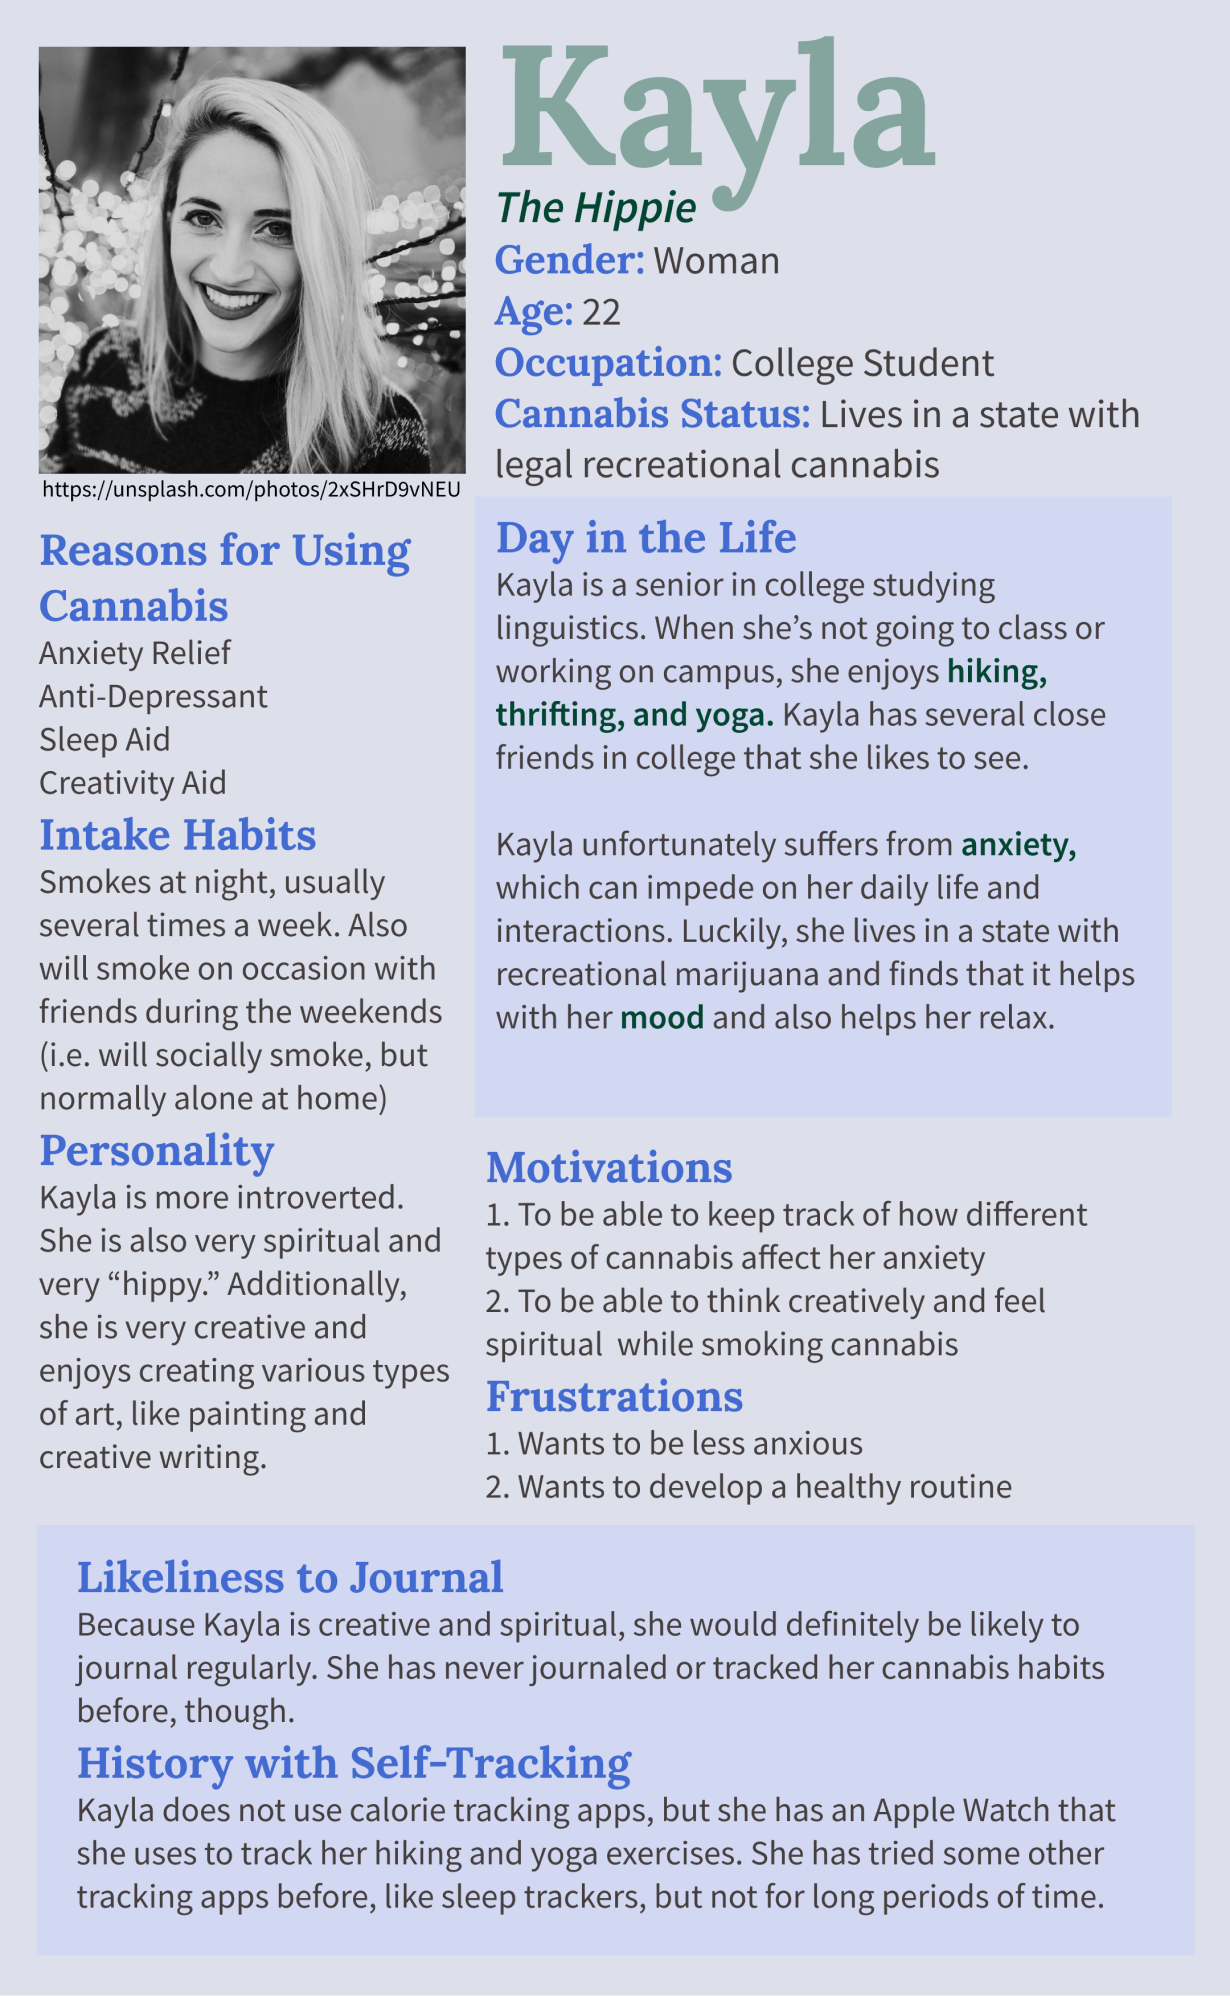 Kayla
The Hippie
Gender: Woman
Age: 22
Occupation: College Student
Cannabis Status: Lives in a state with
legal recreational cannabis
https://unsplash.com/photos/2xSHrD9vNEU
Reasons for Using
Cannabis
Anxiety Relief
Anti-Depressant
Sleep Aid
Creativity Aid
Intake Habits
Smokes at night, usually
several times a week. Also
will smoke on occasion with
friends during the weekends
(i.e. will socially smoke, but
normally alone at home)
Personality
Kayla is more introverted.
She is also very spiritual and
very “hippy.” Additionally,
she is very creative and
enjoys creating various types
of art, like painting and
creative writing.
Day in the Life
Kayla is a senior in college studying
linguistics. When she’s not going to class or
working on campus, she enjoys hiking,
thrifting, and yoga. Kayla has several close
friends in college that she likes to see.
Kayla unfortunately suffers from anxiety,
which can impede on her daily life and
interactions. Luckily, she lives in a state with
recreational marijuana and finds that it helps
with her mood and also helps her relax.
Motivations
1. To be able to keep track of how different
types of cannabis affect her anxiety
2. To be able to think creatively and feel
spiritual  while smoking cannabis
Frustrations
1. Wants to be less anxious
2. Wants to develop a healthy routine
Likeliness to Journal
Because Kayla is creative and spiritual, she would definitely be likely to
journal regularly. She has never journaled or tracked her cannabis habits
before, though.
History with Self-Tracking
Kayla does not use calorie tracking apps, but she has an Apple Watch that
she uses to track her hiking and yoga exercises. She has tried some other
tracking apps before, like sleep trackers, but not for long periods of time.